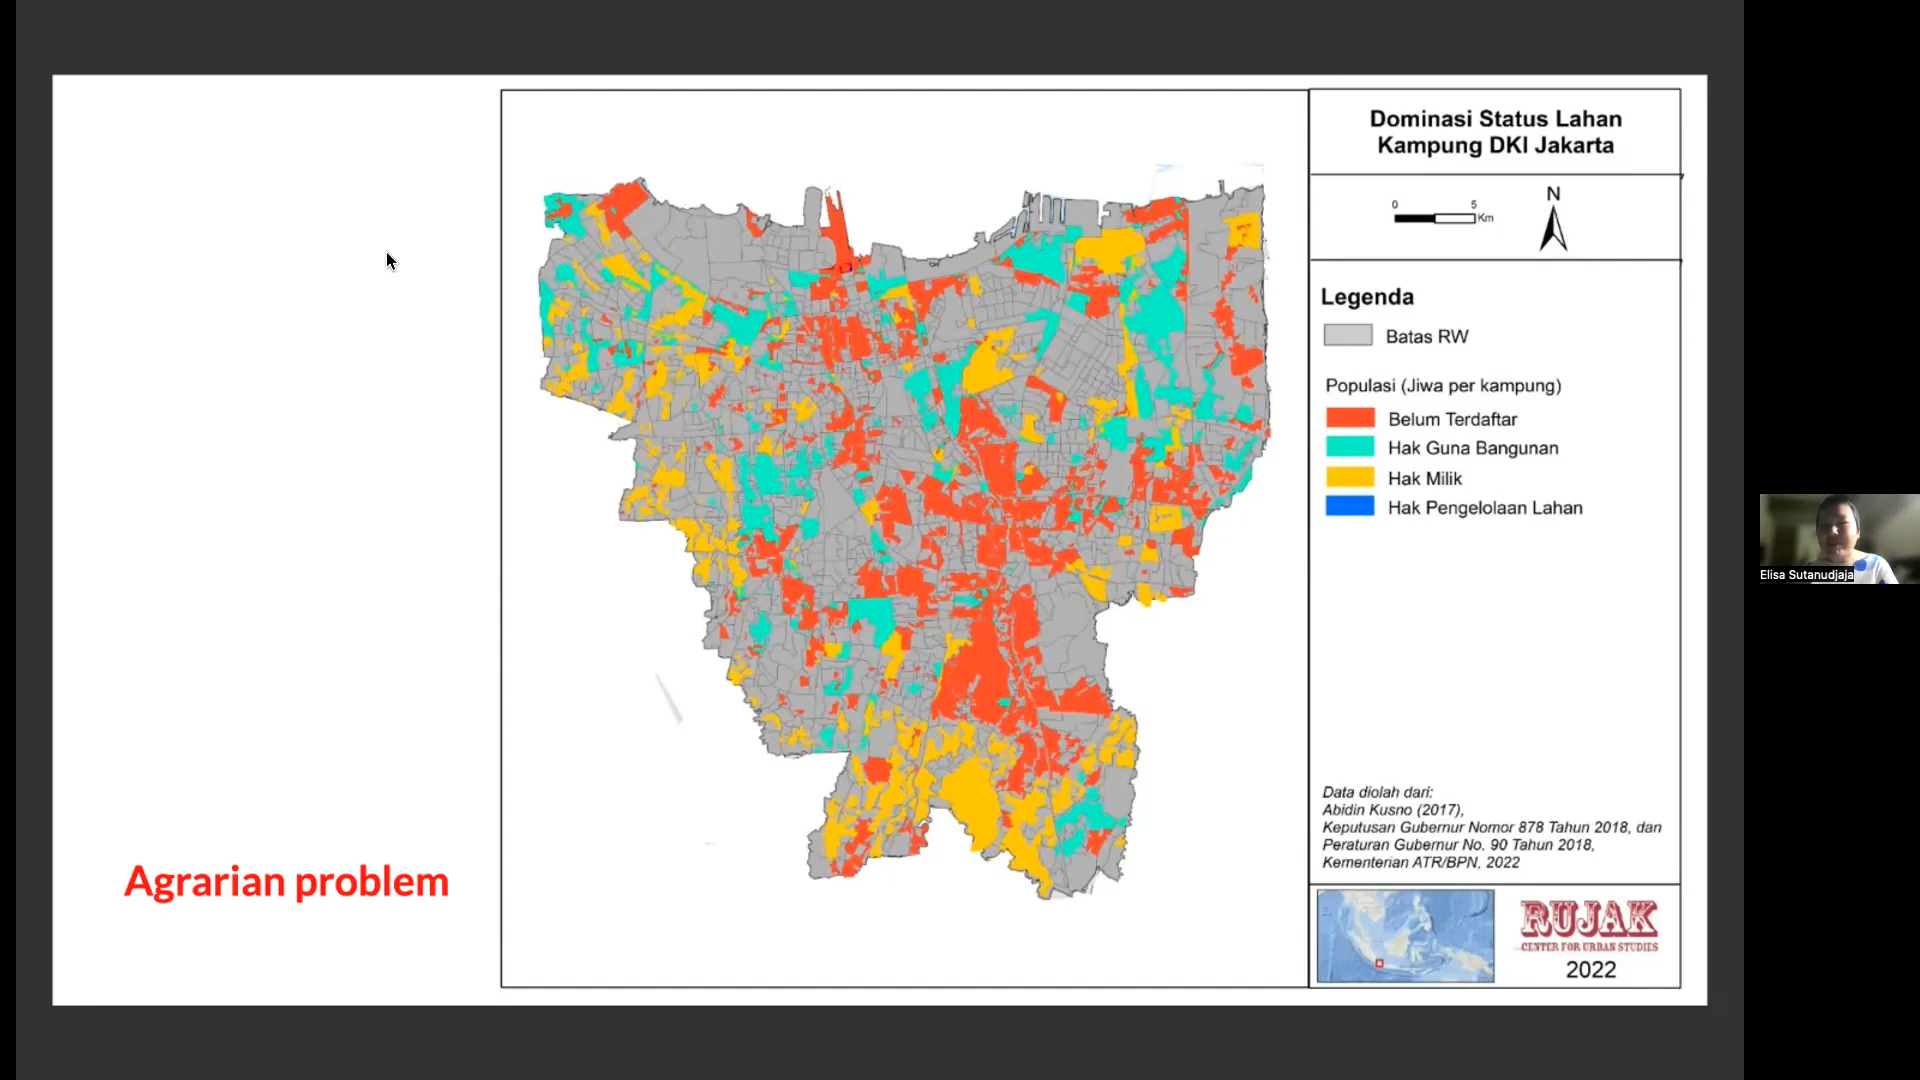 Agrarian problem
Dominasi Status Lahan
Kampung DKI Jakarta
N
0 5
Km
Legenda
Batas RW
Populasi (Jiwa per kampung)
Belum Terdaftar
Hak Guna Bangunan
Hak Milik
Hak Pengelolaan Lahan
Data diolah dari:
Abidin Kusno (2017),
Keputusan Gubernur Nomor 878 Tahun 2018, dan
Peraturan Gubernur No. 90 Tahun 2018,
Kementerian ATR/BPN, 2022
RUJAK
CENTER FOR URBAN STUDIES
2022
Elisa Sutanudjaja